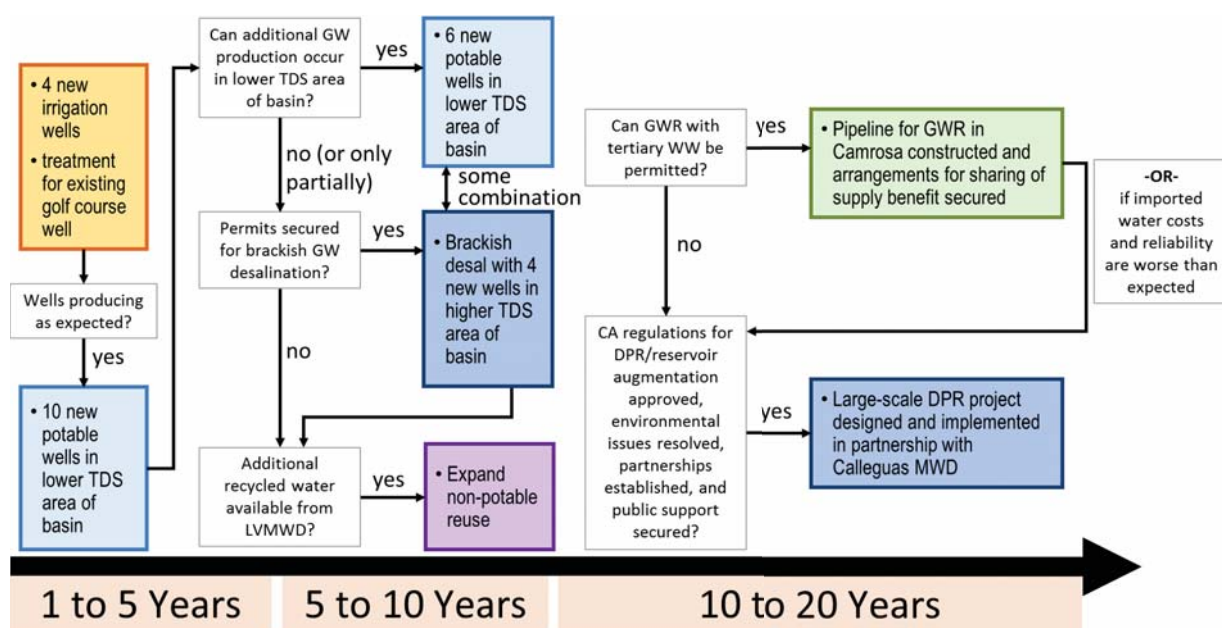 • 4 new
irrigation
wells
• treatment
for existing
golf course
well
Wells producing
as expected?
yes
• 10 new
potable
wells in
lower TDS
area of
basin
Can additional GW
production occur
in lower TDS area
of basin?
yes
• 6 new
potable
wells in
lower TDS
area of
basin
no (or only
partially)
some
combination
Permits secured
for brackish GW
desalination?
yes
• Brackish
desal with 4
new wells in
higher TDS
area of
basin
no
Additional
recycled water
available from
LVMWD?
yes
• Expand
non-potable
reuse
Can GWR with
tertiary WW be
permitted?
yes
• Pipeline for GWR in
Camrosa constructed and
arrangements for sharing of
supply benefit secured
-OR-
if imported
water costs
and reliability
are worse than
expected
no
CA regulations for
DPR/reservoir
augmentation
approved,
environmental
issues resolved,
partnerships
established, and
public support
secured?
yes
• Large-scale DPR project
designed and implemented
in partnership with
Calleguas MWD
1 to 5 Years
5 to 10 Years
10 to 20 Years